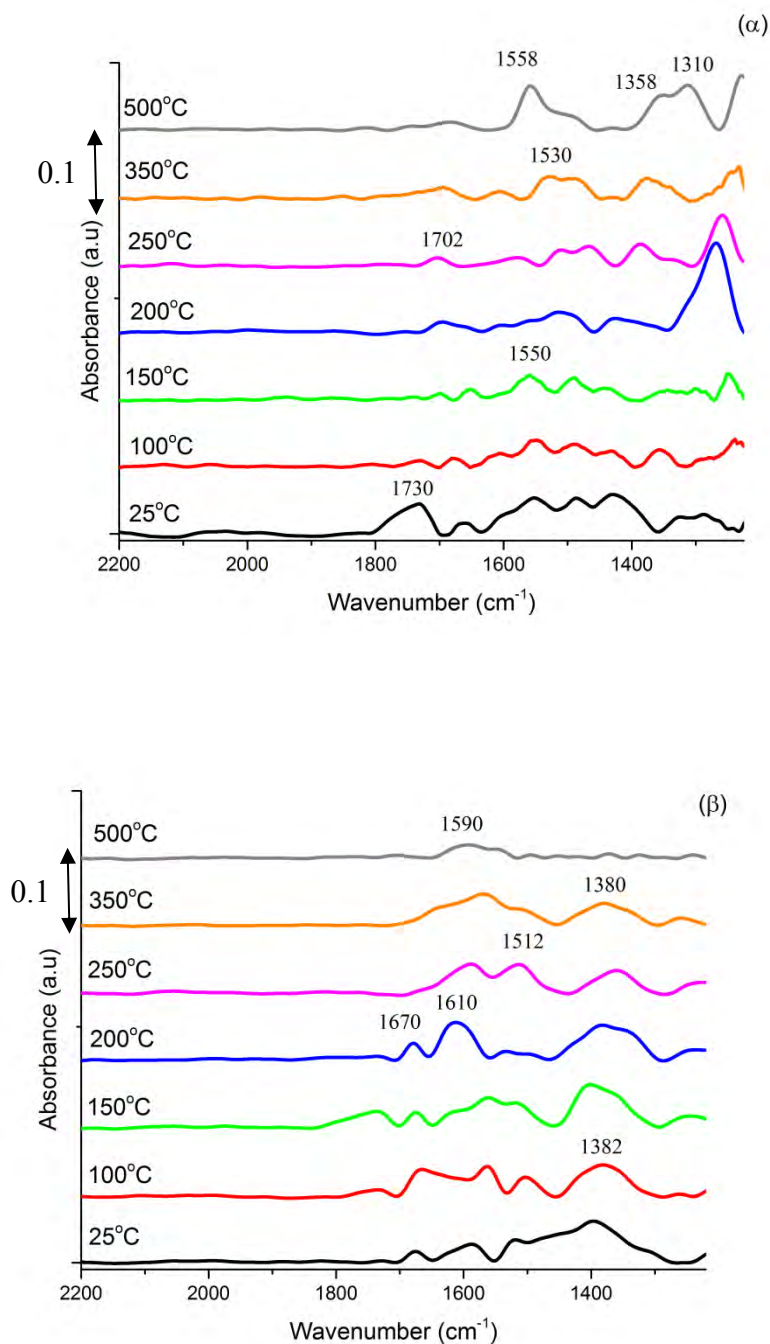 (α)
1558
1358 1310
500°C
0.1
350°C
1530
250°C
1702
200°C
150°C
1550
100°C
1730
25°C
Absorbance (a.u)
2200 2000 1800 1600 1400
Wavenumber (cm⁻¹)
(β)
500°C
1590
0.1
350°C
1380
250°C
1512
1670 1610
200°C
150°C
1382
100°C
25°C
Absorbance (a.u)
2200 2000 1800 1600 1400
Wavenumber (cm⁻¹)